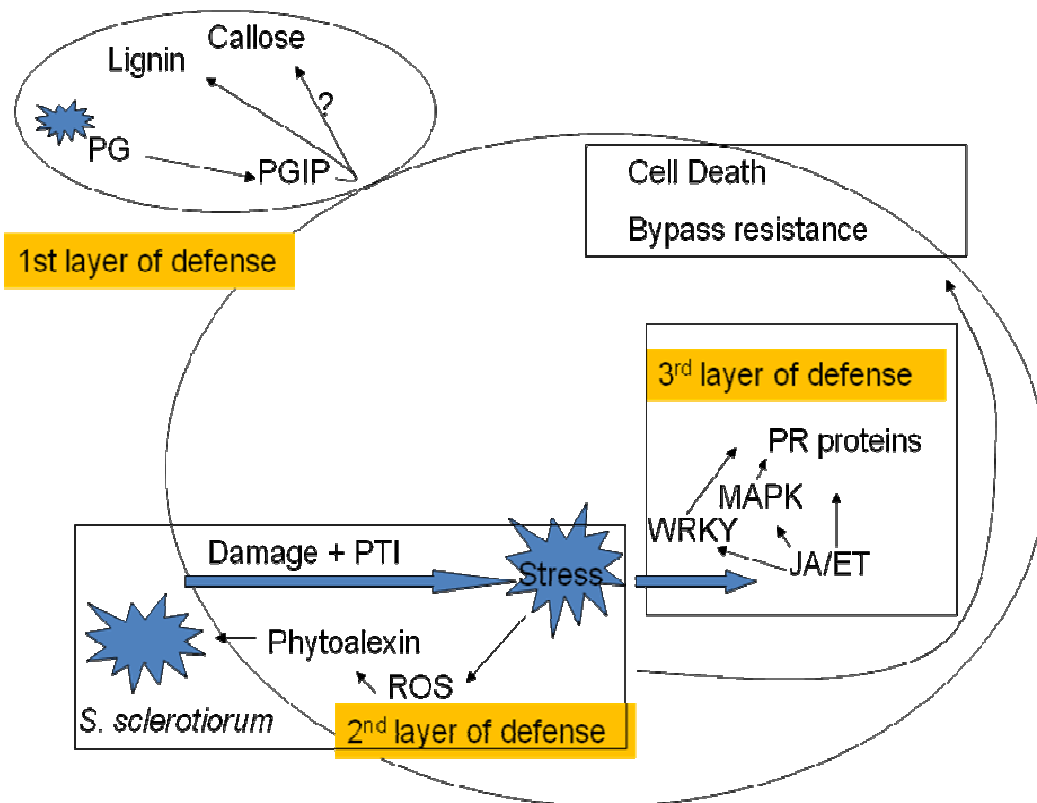 Callose
Lignin
?
PG
PGIP
1st layer of defense
Cell Death
Bypass resistance
3rd layer of defense
PR proteins
MAPK
WRKY
JA/ET
Damage + PTI
Stress
Phytoalexin
ROS
S. sclerotiorum
2nd layer of defense